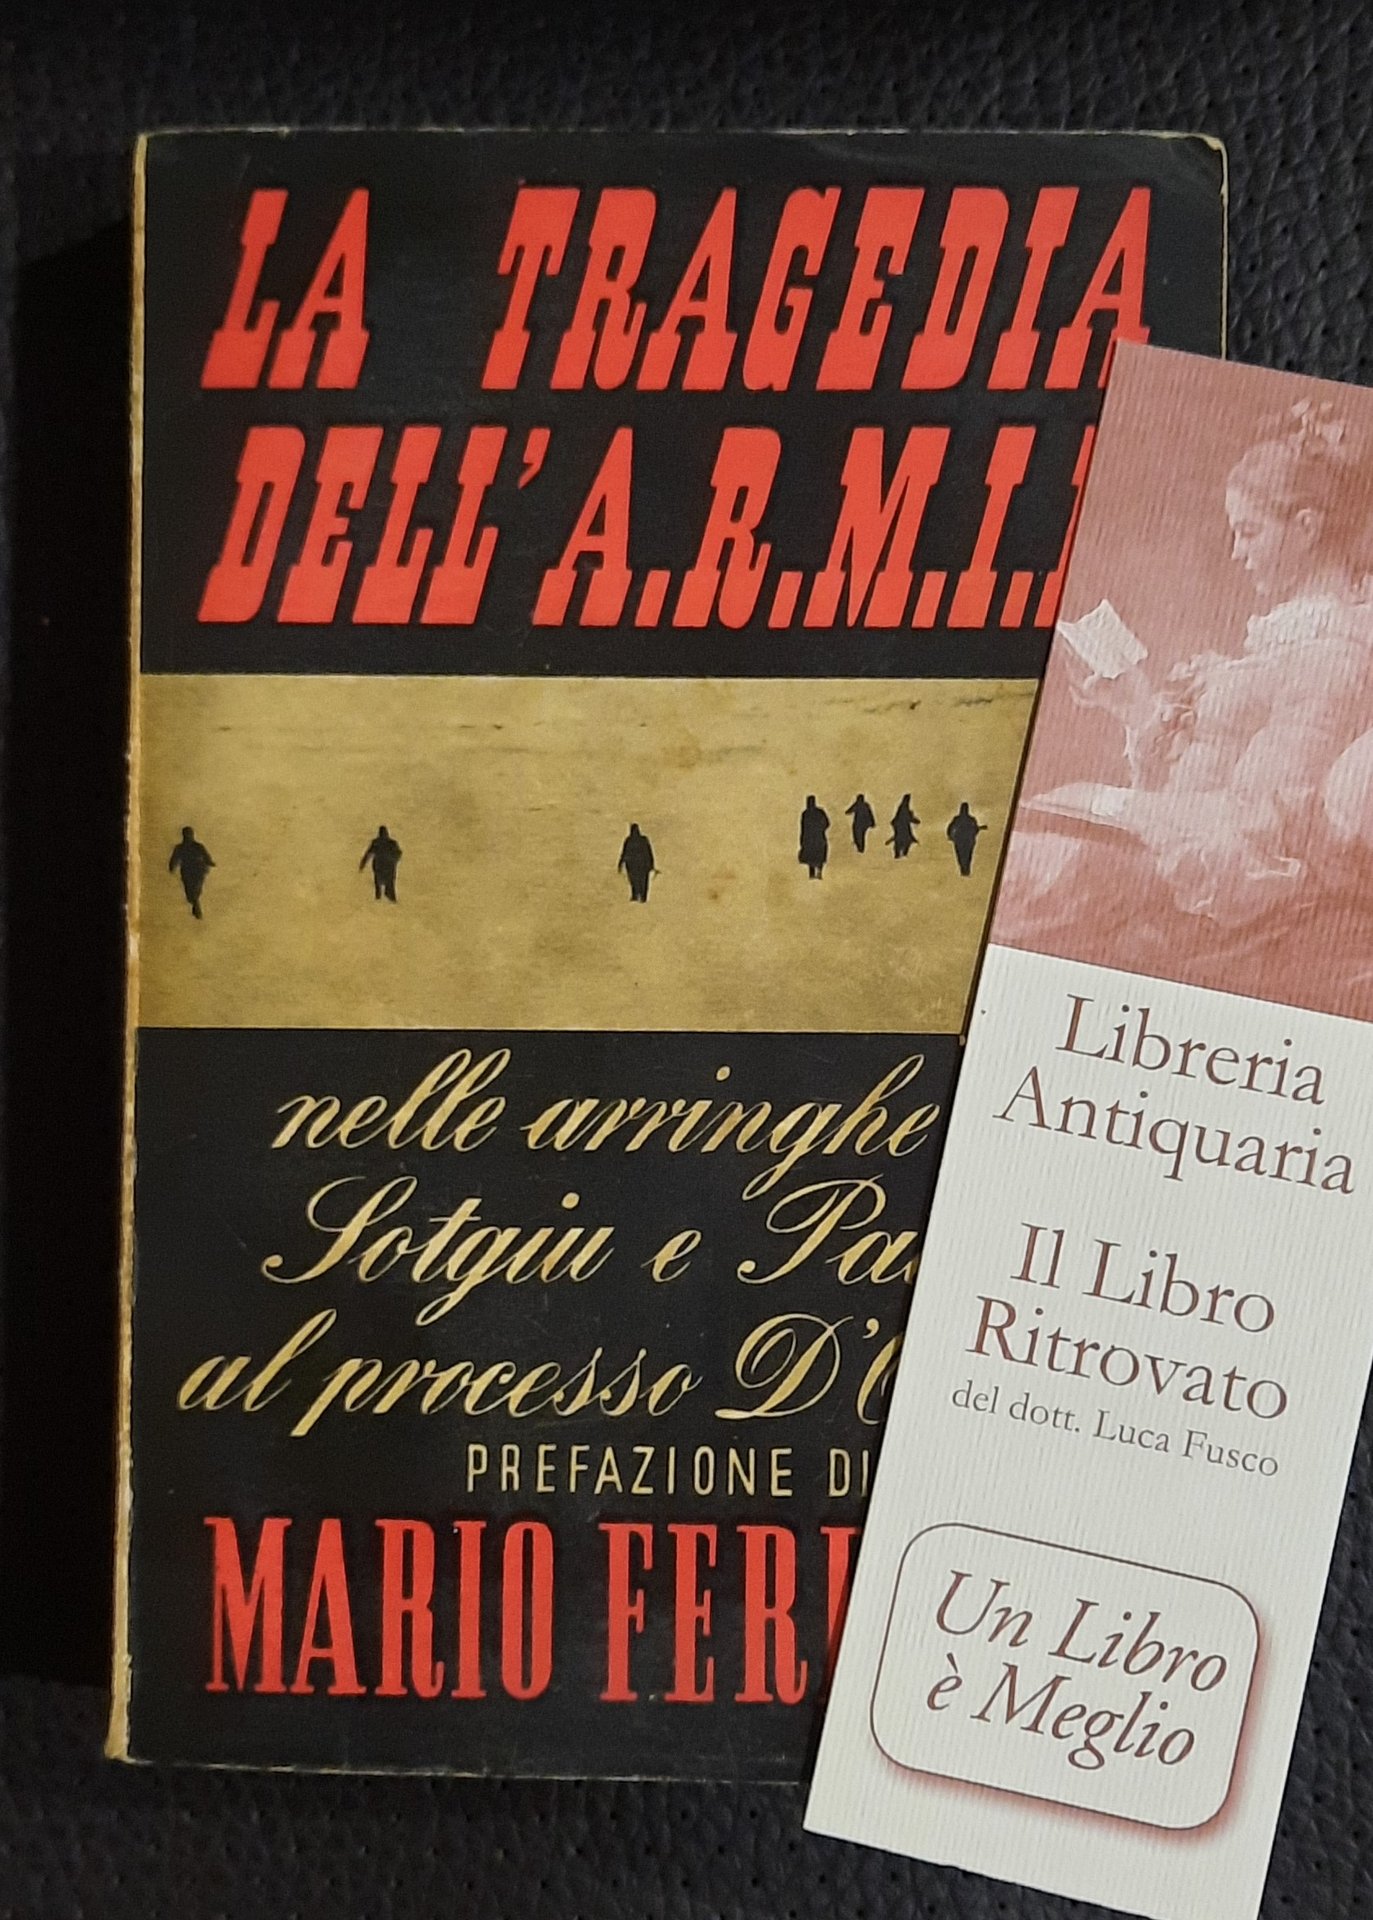 LA TRAGEDIA
DELL'A.R.M.I.
nelle arringhe
Sotgiu e
al processo
PREFAZIONE DI
MARIO
Libreria
Antiquaria
Il Libro
Ritrovato
del dott. Luca Fusco
Un Libro
è Meglio